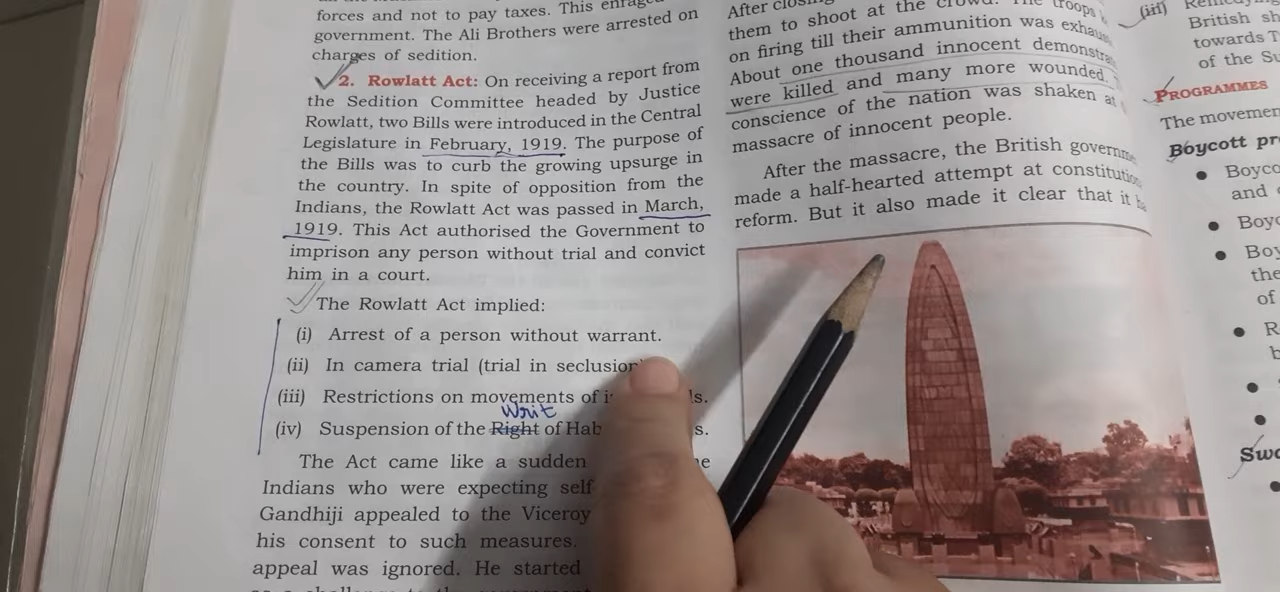 forces and not to pay taxes. This
government. The Ali Brothers were arrested on
charges of sedition.
2. Rowlatt Act: On receiving a report from
the Sedition Committee headed by Justice
Rowlatt, two Bills were introduced in the Central
Legislature in February, 1919. The purpose of
the Bills was to curb the growing upsurge in
the country. In spite of opposition from the
Indians, the Rowlatt Act was passed in March,
1919. This Act authorised the Government to
imprison any person without trial and convict
him in a court.
The Rowlatt Act implied:
(i) Arrest of a person without warrant.
(ii) In camera trial (trial in seclusion
(iii) Restrictions on movements of
Writ
(iv) Suspension of the Right of Hab
The Act came like a sudden
Indians who were expecting self
Gandhiji appealed to the Viceroy
his consent to such measures.
appeal was ignored. He started
After
them to shoot at the crowd. The troops
on firing till their ammunition was
About one thousand innocent
were killed and many more wounded.
conscience of the nation was shaken at
massacre of innocent people.
After the massacre, the British
made a half-hearted attempt at
reform. But it also made it clear that it
(iii)
British
towards
of the
PROGRAMMES
The
Boycott
and
the
of